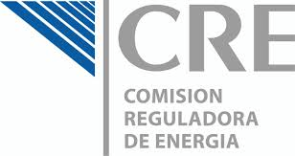 CRE
COMISION
REGULADORA
DE ENERGIA